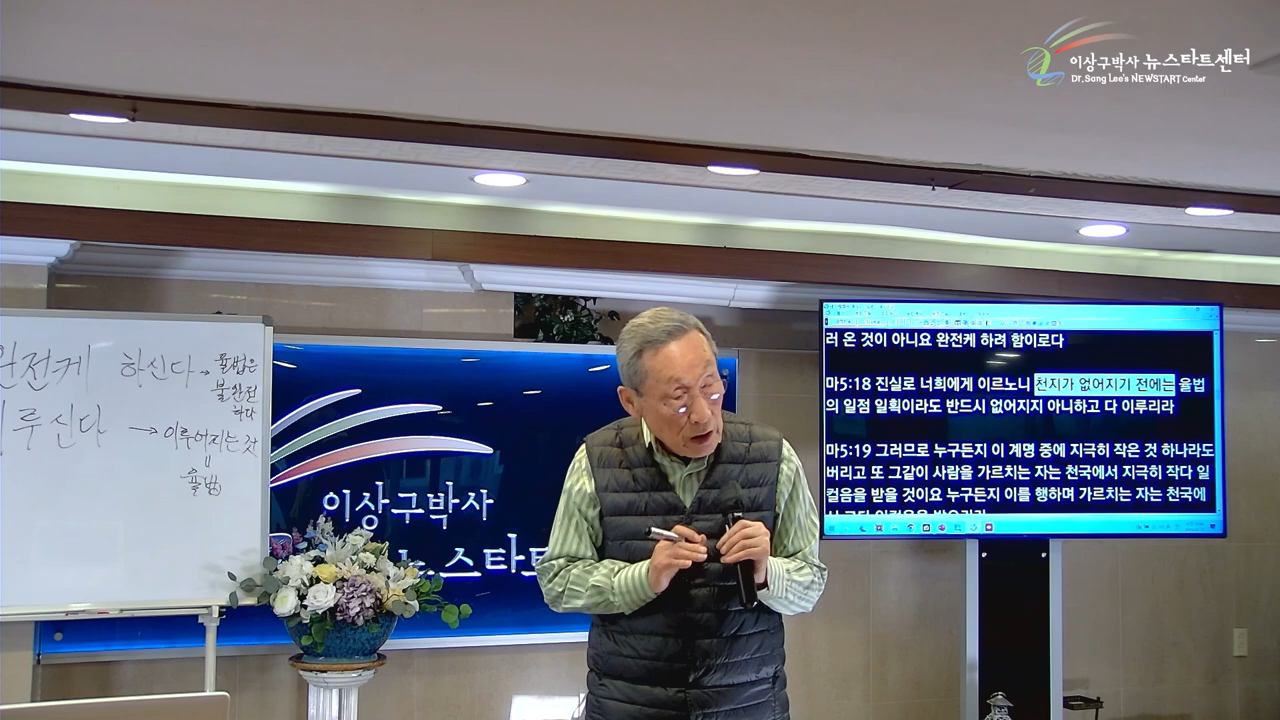 이상구박사 뉴스타트센터
Dr. Sang Lee's NEWSTART Center
완전케 하신다 → 율법은
불완전
하다
루신다 → 이루어지는 것
율법
이상구박사
뉴스타트
러 온 것이 아니요 완전케 하려 함이로다
마5:18 진실로 너희에게 이르노니 천지가 없어지기 전에는 율법
의 일점 일획이라도 반드시 없어지지 아니하고 다 이루리라
마5:19 그러므로 누구든지 이 계명 중에 지극히 작은 것 하나라도
버리고 또 그같이 사람을 가르치는 자는 천국에서 지극히 작다 일
컬음을 받을 것이요 누구든지 이를 행하며 가르치는 자는 천국에